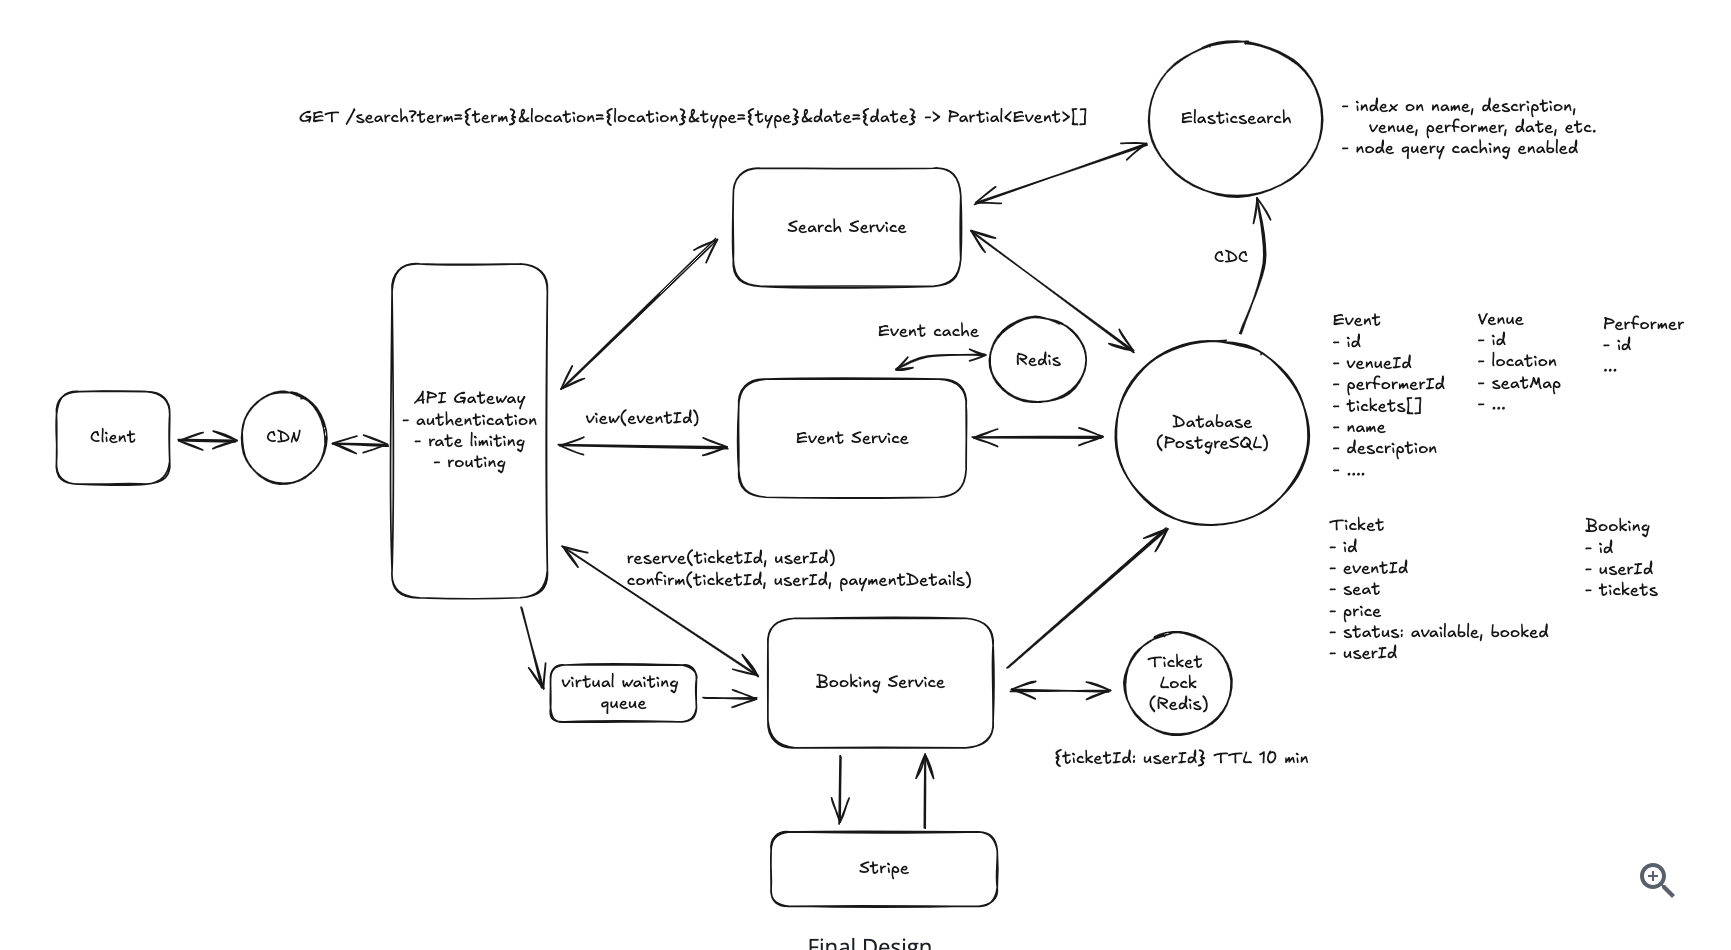 GET /search?term={term}&location={location}&type={type}&date={date} -> Partial<Event>[]
Elasticsearch
- index on name, description,
venue, performer, date, etc.
- node query caching enabled
Search Service
CDC
Event cache
Redis
Client
CDN
API Gateway
- authentication
- rate limiting
- routing
view(eventId)
Event Service
Database
(PostgreSQL)
Event
- id
- venueId
- performerId
- tickets[]
- name
- description
- ....
Venue
- id
- location
- seatMap
- ...
Performer
- id
...
Ticket
- id
- eventId
- seat
- price
- status: available, booked
- userId
Booking
- id
- userId
- tickets
reserve(ticketId, userId)
confirm(ticketId, userId, paymentDetails)
virtual waiting
queue
Booking Service
Ticket
Lock
(Redis)
{ticketId: userId} TTL 10 min
Stripe
Final Design